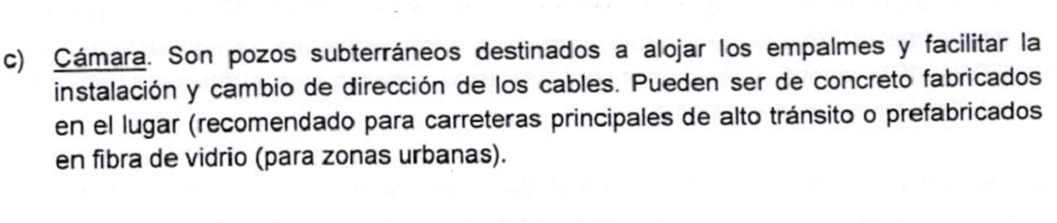 c) Cámara. Son pozos subterráneos destinados a alojar los empalmes y facilitar la
instalación y cambio de dirección de los cables. Pueden ser de concreto fabricados
en el lugar (recomendado para carreteras principales de alto tránsito o prefabricados
en fibra de vidrio (para zonas urbanas).